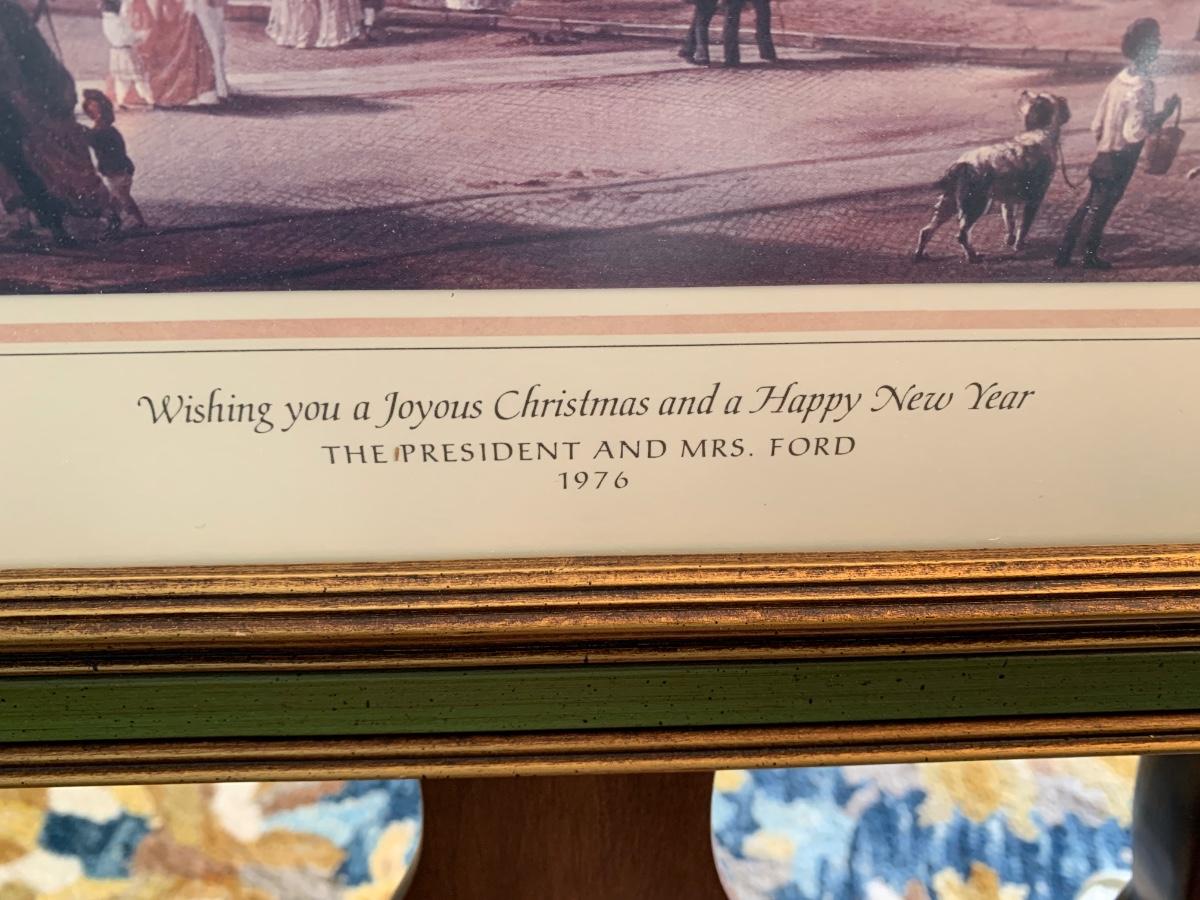 Wishing you a Joyous Christmas and a Happy New Year
THE PRESIDENT AND MRS. FORD
1976